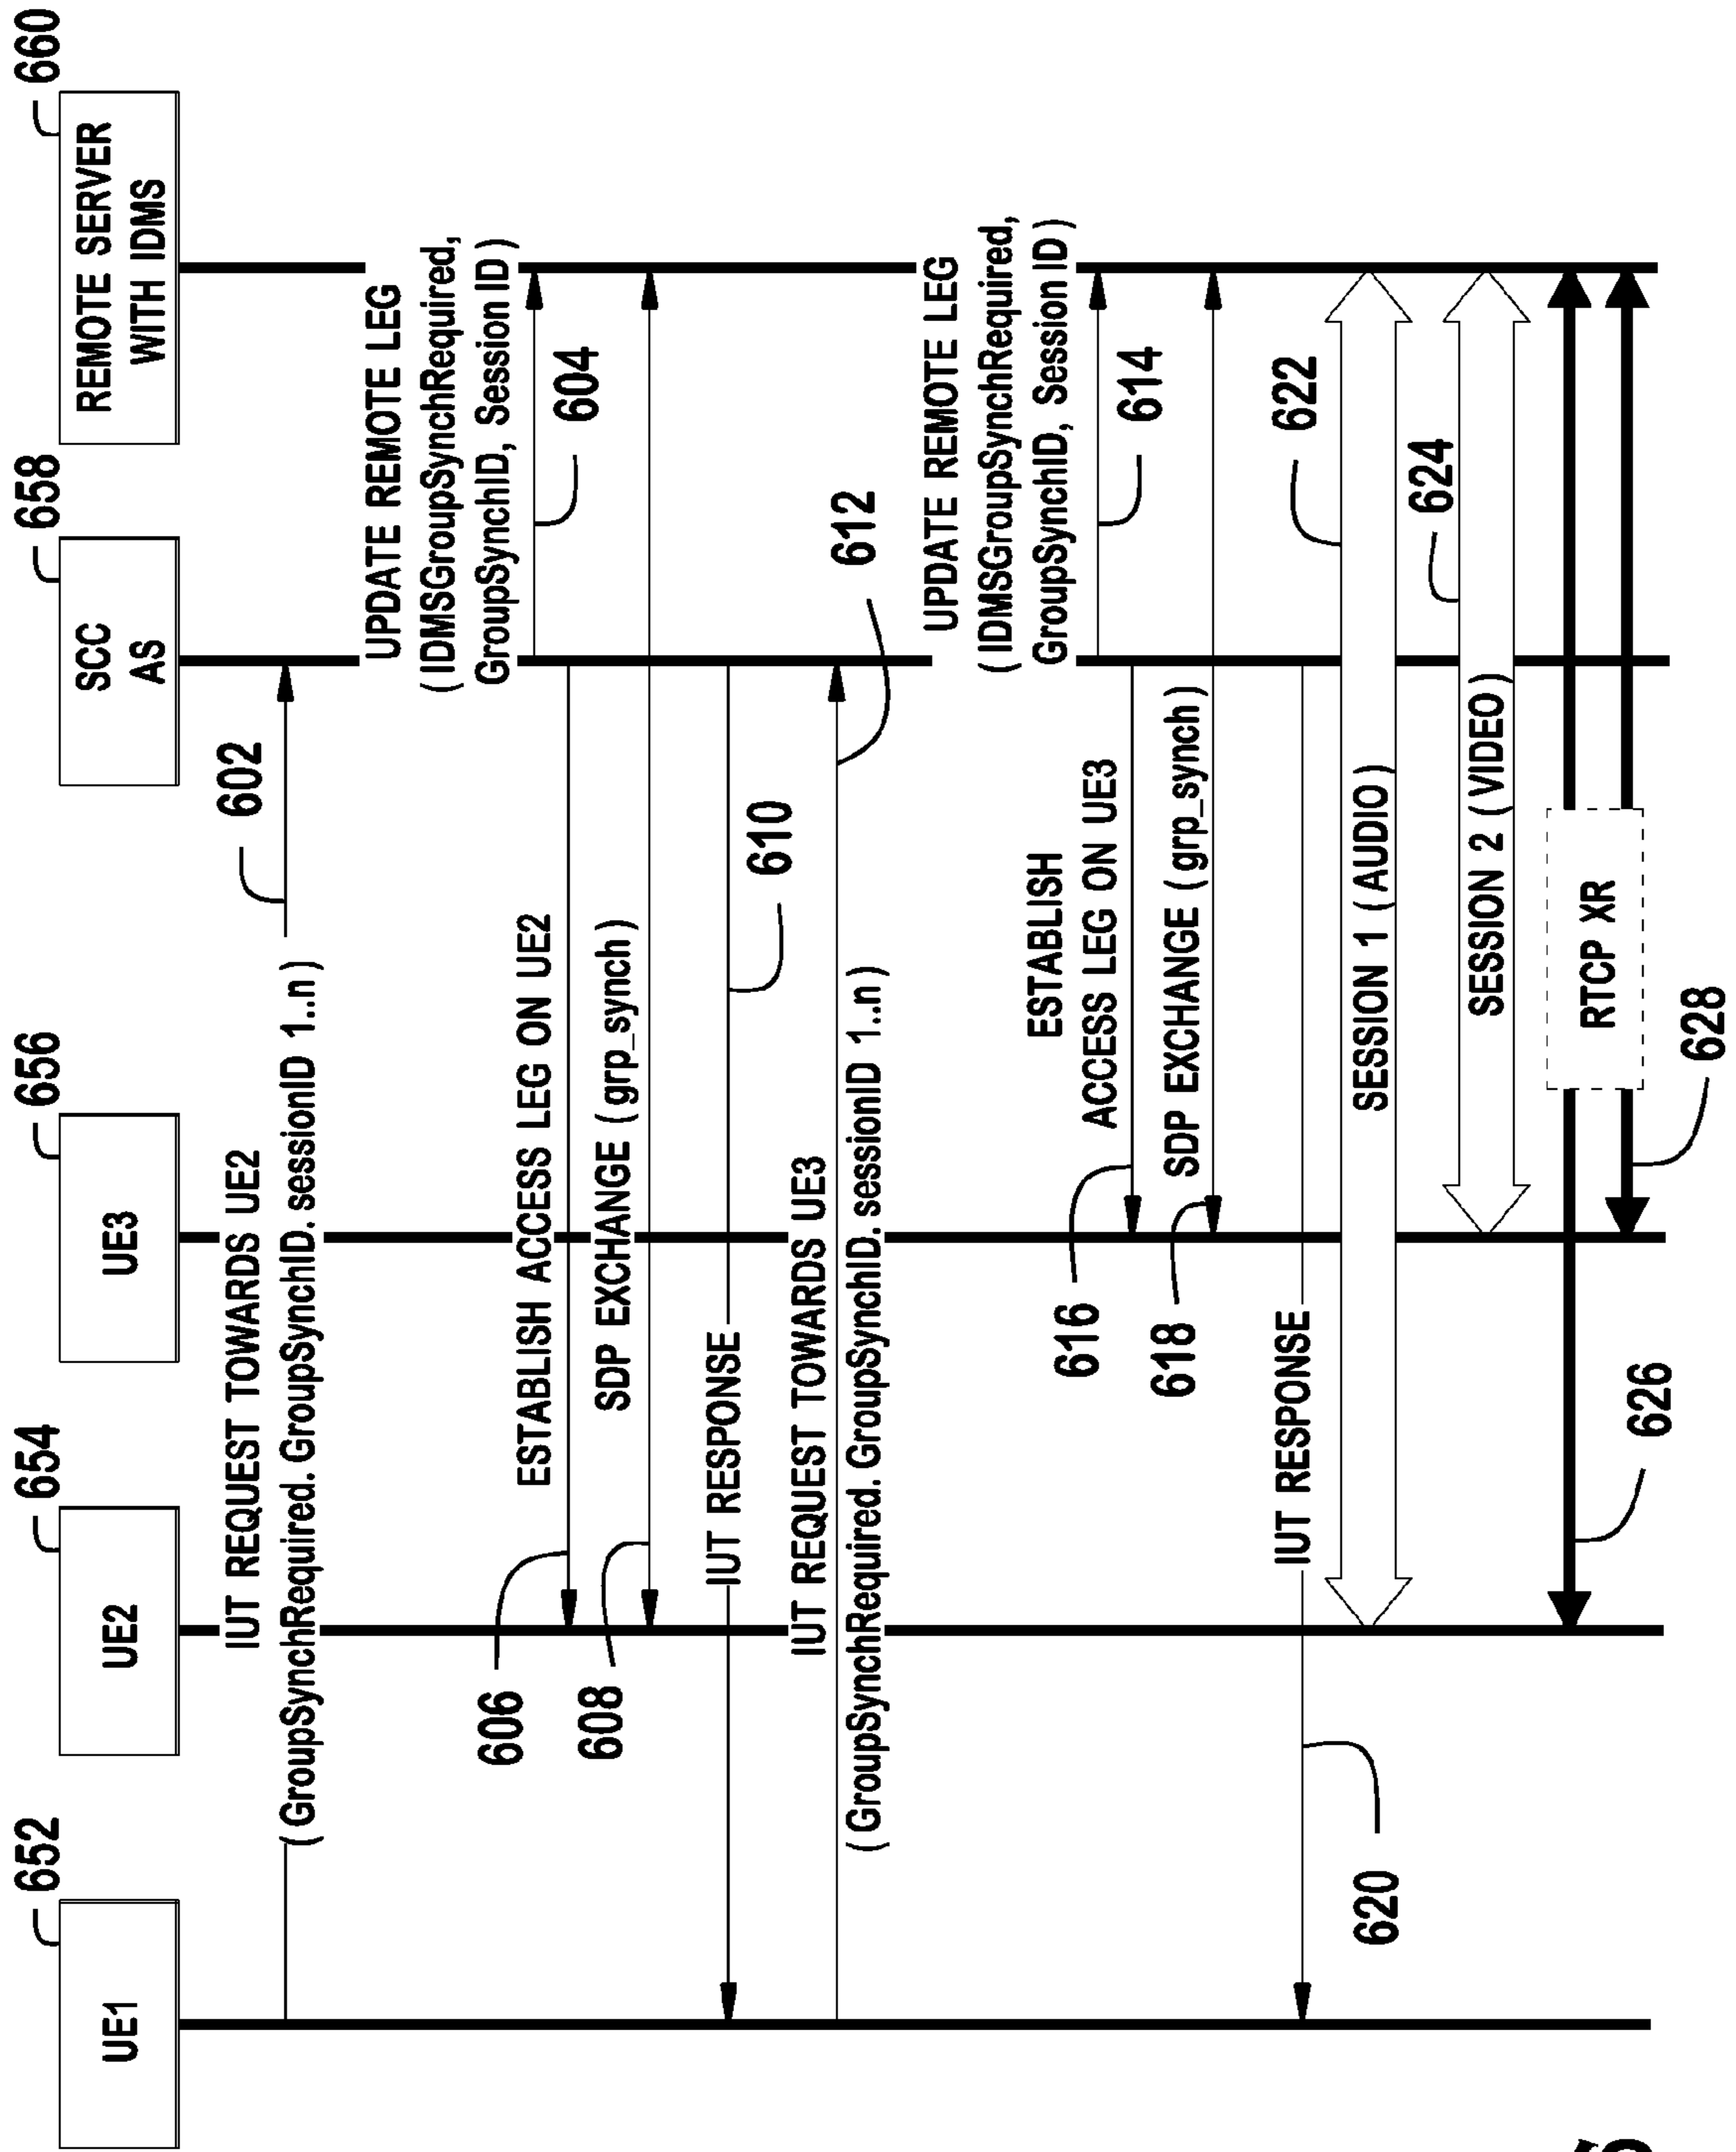 652
654
656
658
660
UE1
UE2
UE3
SCC
AS
REMOTE SERVER
WITH IDMS
IUT REQUEST TOWARDS UE2
602
(GroupSynchRequired. GroupSynchID. sessionID 1..n)
UPDATE REMOTE LEG
(IDMSGroupSynchRequired,
GroupSynchID, Session ID)
604
606
ESTABLISH ACCESS LEG ON UE2
608
SDP EXCHANGE (grp_synch)
IUT RESPONSE
610
IUT REQUEST TOWARDS UE3
612
(GroupSynchRequired. GroupSynchID. sessionID 1..n)
UPDATE REMOTE LEG
(IDMSGroupSynchRequired,
GroupSynchID, Session ID)
614
ESTABLISH
ACCESS LEG ON UE3
616
SDP EXCHANGE (grp_synch)
618
IUT RESPONSE
620
622
SESSION 1 (AUDIO)
624
SESSION 2 (VIDEO)
RTCP XR
626
628